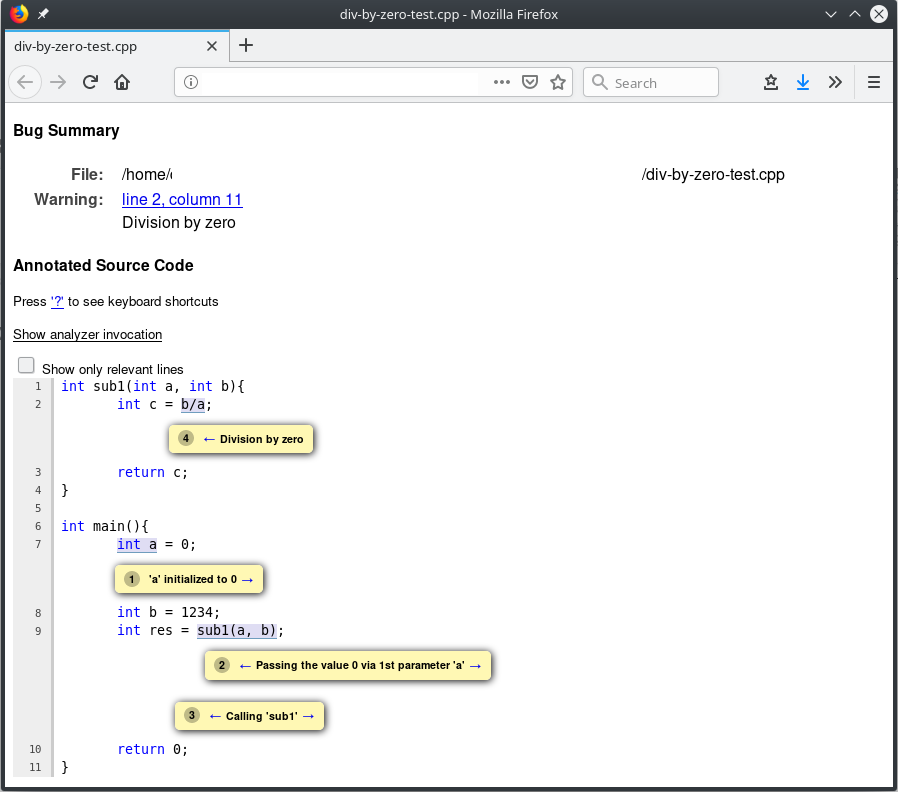 div-by-zero-test.cpp - Mozilla Firefox
div-by-zero-test.cpp
Search
Bug Summary
File: /home/ /div-by-zero-test.cpp
Warning: line 2, column 11
Division by zero
Annotated Source Code
Press '?' to see keyboard shortcuts
Show analyzer invocation
Show only relevant lines
1 int sub1(int a, int b){
2 int c = b/a;
4 ← Division by zero
3 return c;
4 }
5
6 int main(){
7 int a = 0;
1 'a' initialized to 0 →
8 int b = 1234;
9 int res = sub1(a, b);
2 ← Passing the value 0 via 1st parameter 'a' →
3 ← Calling 'sub1' →
10 return 0;
11 }